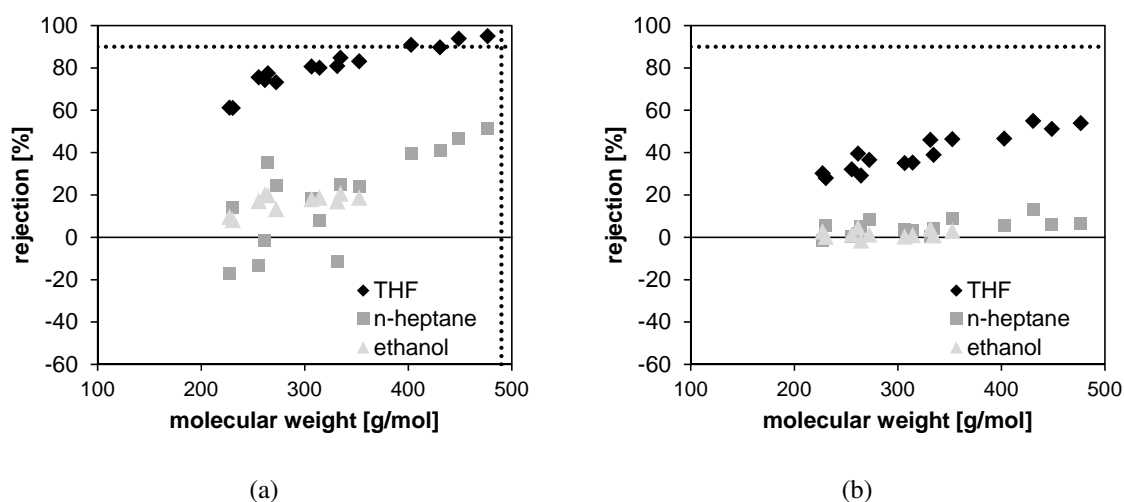 100
80
60
40
20
0
-20
-40
-60
rejection [%]
THF
n-heptane
ethanol
100 200 300 400 500
molecular weight [g/mol]
(a)
100
80
60
40
20
0
-20
-40
-60
rejection [%]
THF
n-heptane
ethanol
100 200 300 400 500
molecular weight [g/mol]
(b)